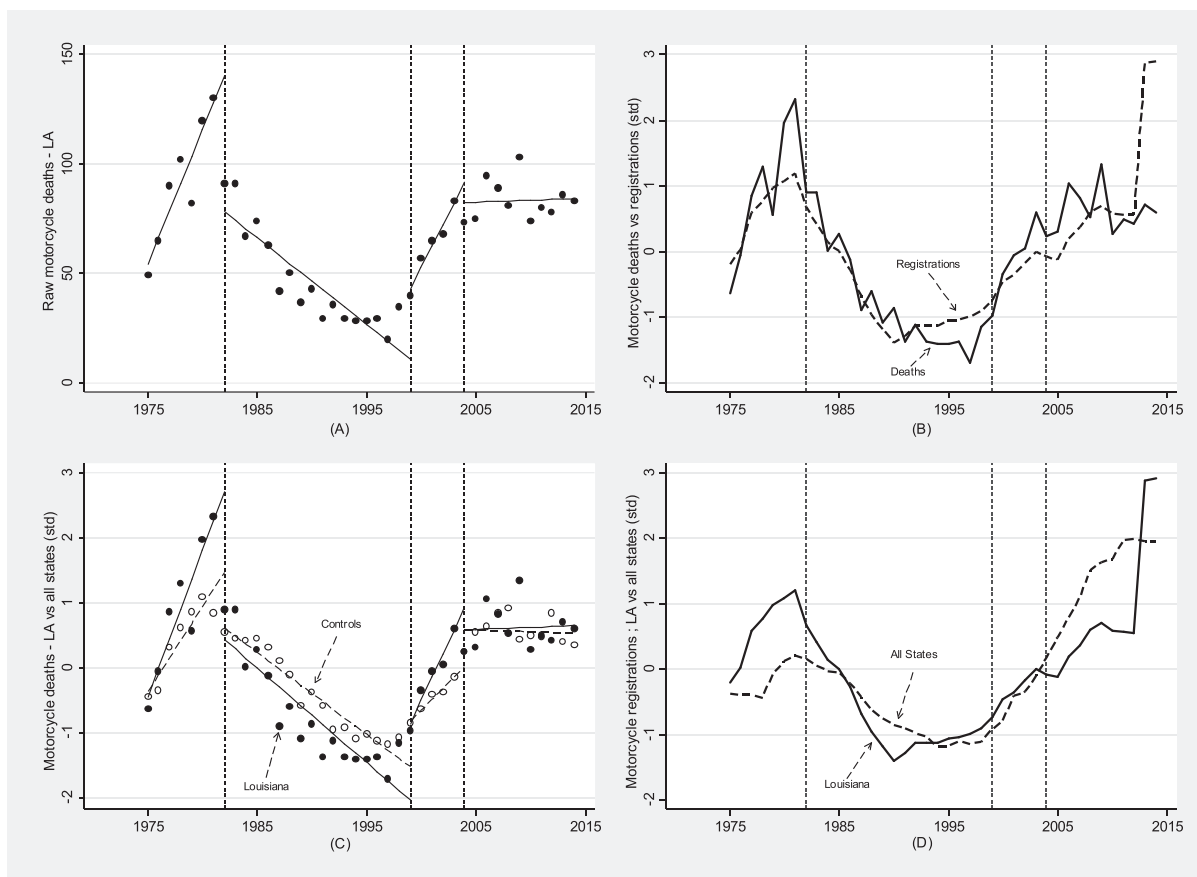 Raw motorcycle deaths - LA
150
100
50
0
1975 1985 1995 2005 2015
(A)
Motorcycle deaths vs registrations (std)
3
2
1
0
-1
-2
Registrations
Deaths
1975 1985 1995 2005 2015
(B)
Motorcycle deaths - LA vs all states (std)
3
2
1
0
-1
-2
Controls
Louisiana
1975 1985 1995 2005 2015
(C)
Motorcycle registrations ; LA vs all states (std)
3
2
1
0
-1
-2
All States
Louisiana
1975 1985 1995 2005 2015
(D)